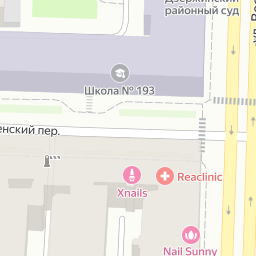 Дзержинский
районный суд
Школа № 193
енский пер.
Reaclinic
Xnails
Nail Sunny